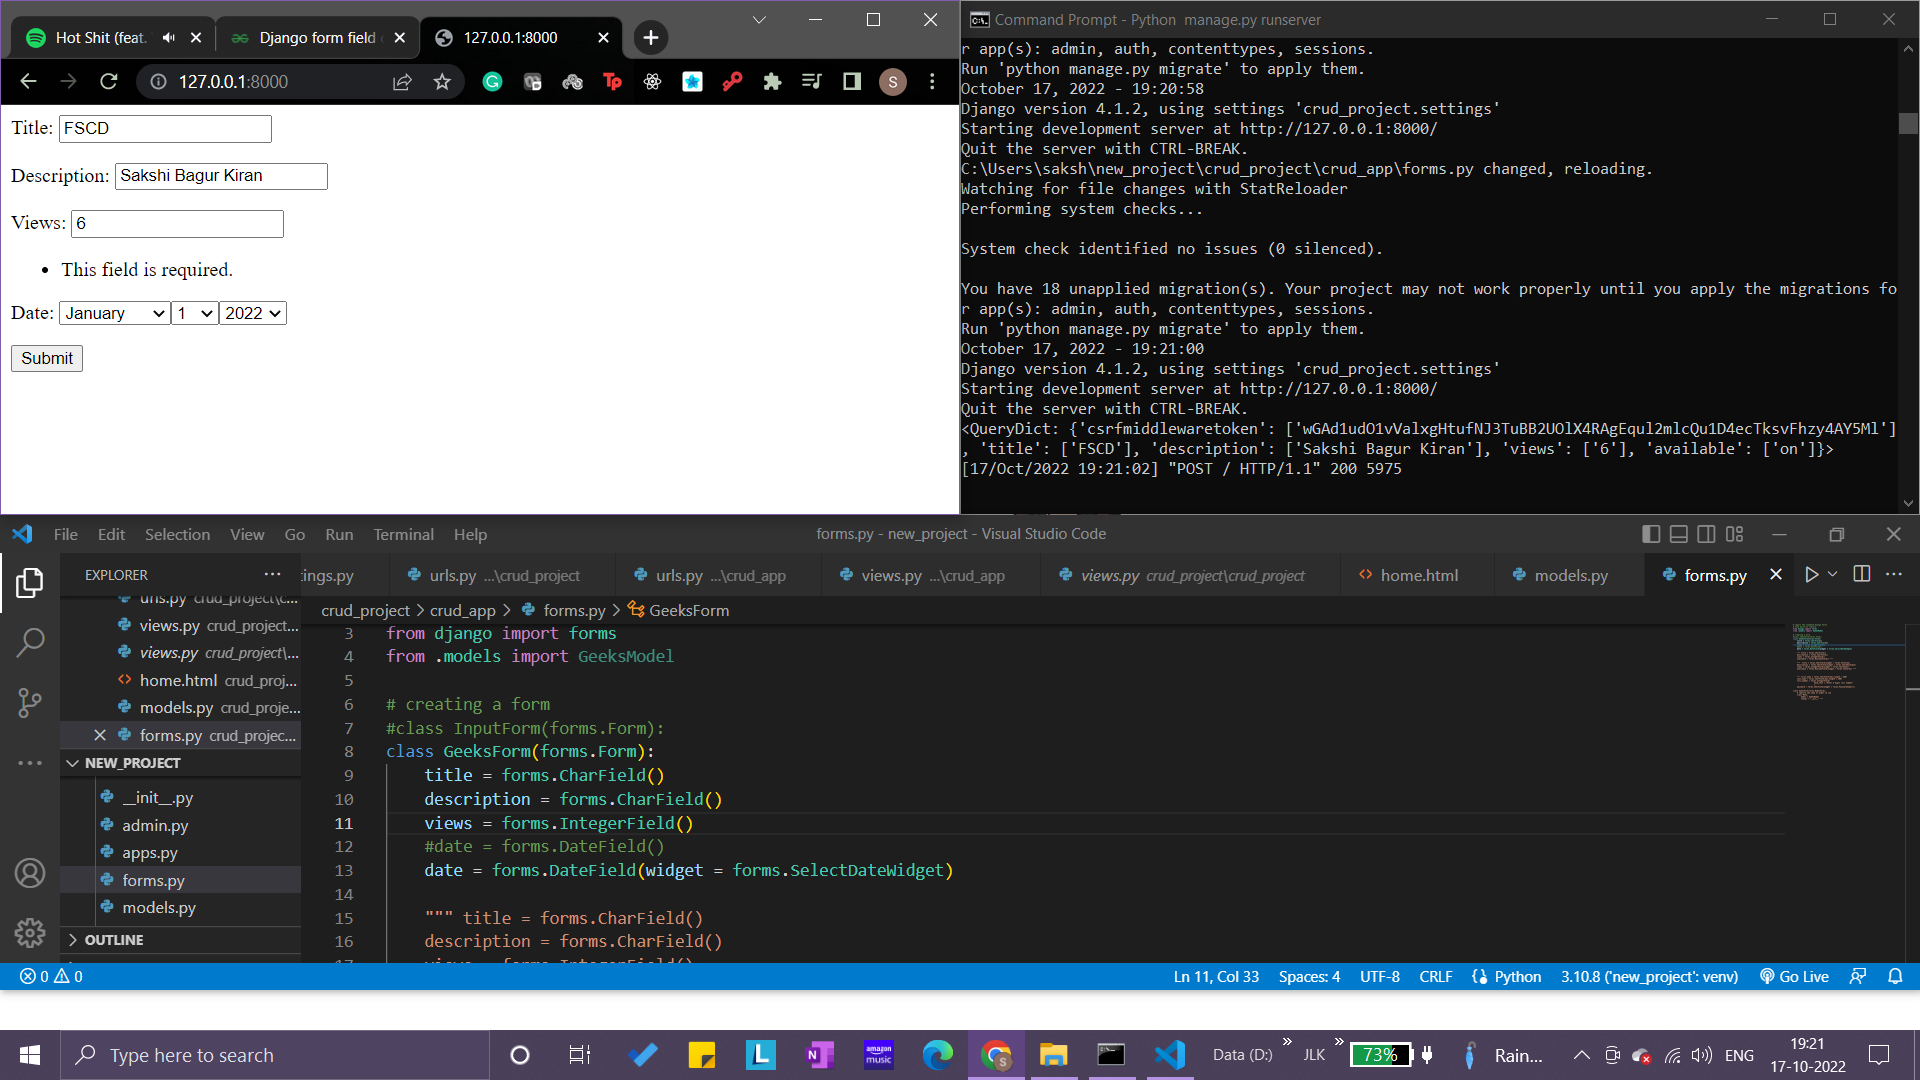 Hot Shit (feat.
Django form field
127.0.0.1:8000
127.0.0.1:8000
S
Title: FSCD
Description: Sakshi Bagur Kiran
Views: 6
• This field is required.
Date: January 1 2022
Submit
Command Prompt - Python  manage.py runserver
r app(s): admin, auth, contenttypes, sessions.
Run 'python manage.py migrate' to apply them.
October 17, 2022 - 19:20:58
Django version 4.1.2, using settings 'crud_project.settings'
Starting development server at http://127.0.0.1:8000/
Quit the server with CTRL-BREAK.
C:\Users\saksh\new_project\crud_project\crud_app\forms.py changed, reloading.
Watching for file changes with StatReloader
Performing system checks...
System check identified no issues (0 silenced).
You have 18 unapplied migration(s). Your project may not work properly until you apply the migrations fo
r app(s): admin, auth, contenttypes, sessions.
Run 'python manage.py migrate' to apply them.
October 17, 2022 - 19:21:00
Django version 4.1.2, using settings 'crud_project.settings'
Starting development server at http://127.0.0.1:8000/
Quit the server with CTRL-BREAK.
<QueryDict: {'csrfmiddlewaretoken': ['wGAd1udO1vValxgHtufNJ3TuBB2UOlX4RAgEqul2mlcQu1D4ecTksvFhzy4AY5Ml']
, 'title': ['FSCD'], 'description': ['Sakshi Bagur Kiran'], 'views': ['6'], 'available': ['on']}>
[17/Oct/2022 19:21:02] "POST / HTTP/1.1" 200 5975
File Edit Selection View Go Run Terminal Help
forms.py - new_project - Visual Studio Code
EXPLORER
tings.py
urls.py ...\crud_project
urls.py ...\crud_app
views.py ...\crud_app
views.py crud_project\crud_project
home.html
models.py
forms.py
crud_project > crud_app > forms.py > GeeksForm
urls.py crud_project\c...
views.py crud_project...
views.py crud_project\...
home.html crud_proj...
models.py crud_proje...
forms.py crud_projec...
NEW_PROJECT
__init__.py
admin.py
apps.py
forms.py
models.py
OUTLINE
3 from django import forms
4 from .models import GeeksModel
5
6 # creating a form
7 #class InputForm(forms.Form):
8 class GeeksForm(forms.Form):
9 title = forms.CharField()
10 description = forms.CharField()
11 views = forms.IntegerField()
12 #date = forms.DateField()
13 date = forms.DateField(widget = forms.SelectDateWidget)
14
15 """ title = forms.CharField()
16 description = forms.CharField()
17 views = forms.IntegerField()
0 0
Ln 11, Col 33 Spaces: 4 UTF-8 CRLF Python 3.10.8 ('new_project': venv) Go Live
Type here to search
amazon music
Data (D:) » JLK » 73% Rain... ENG
19:21
17-10-2022